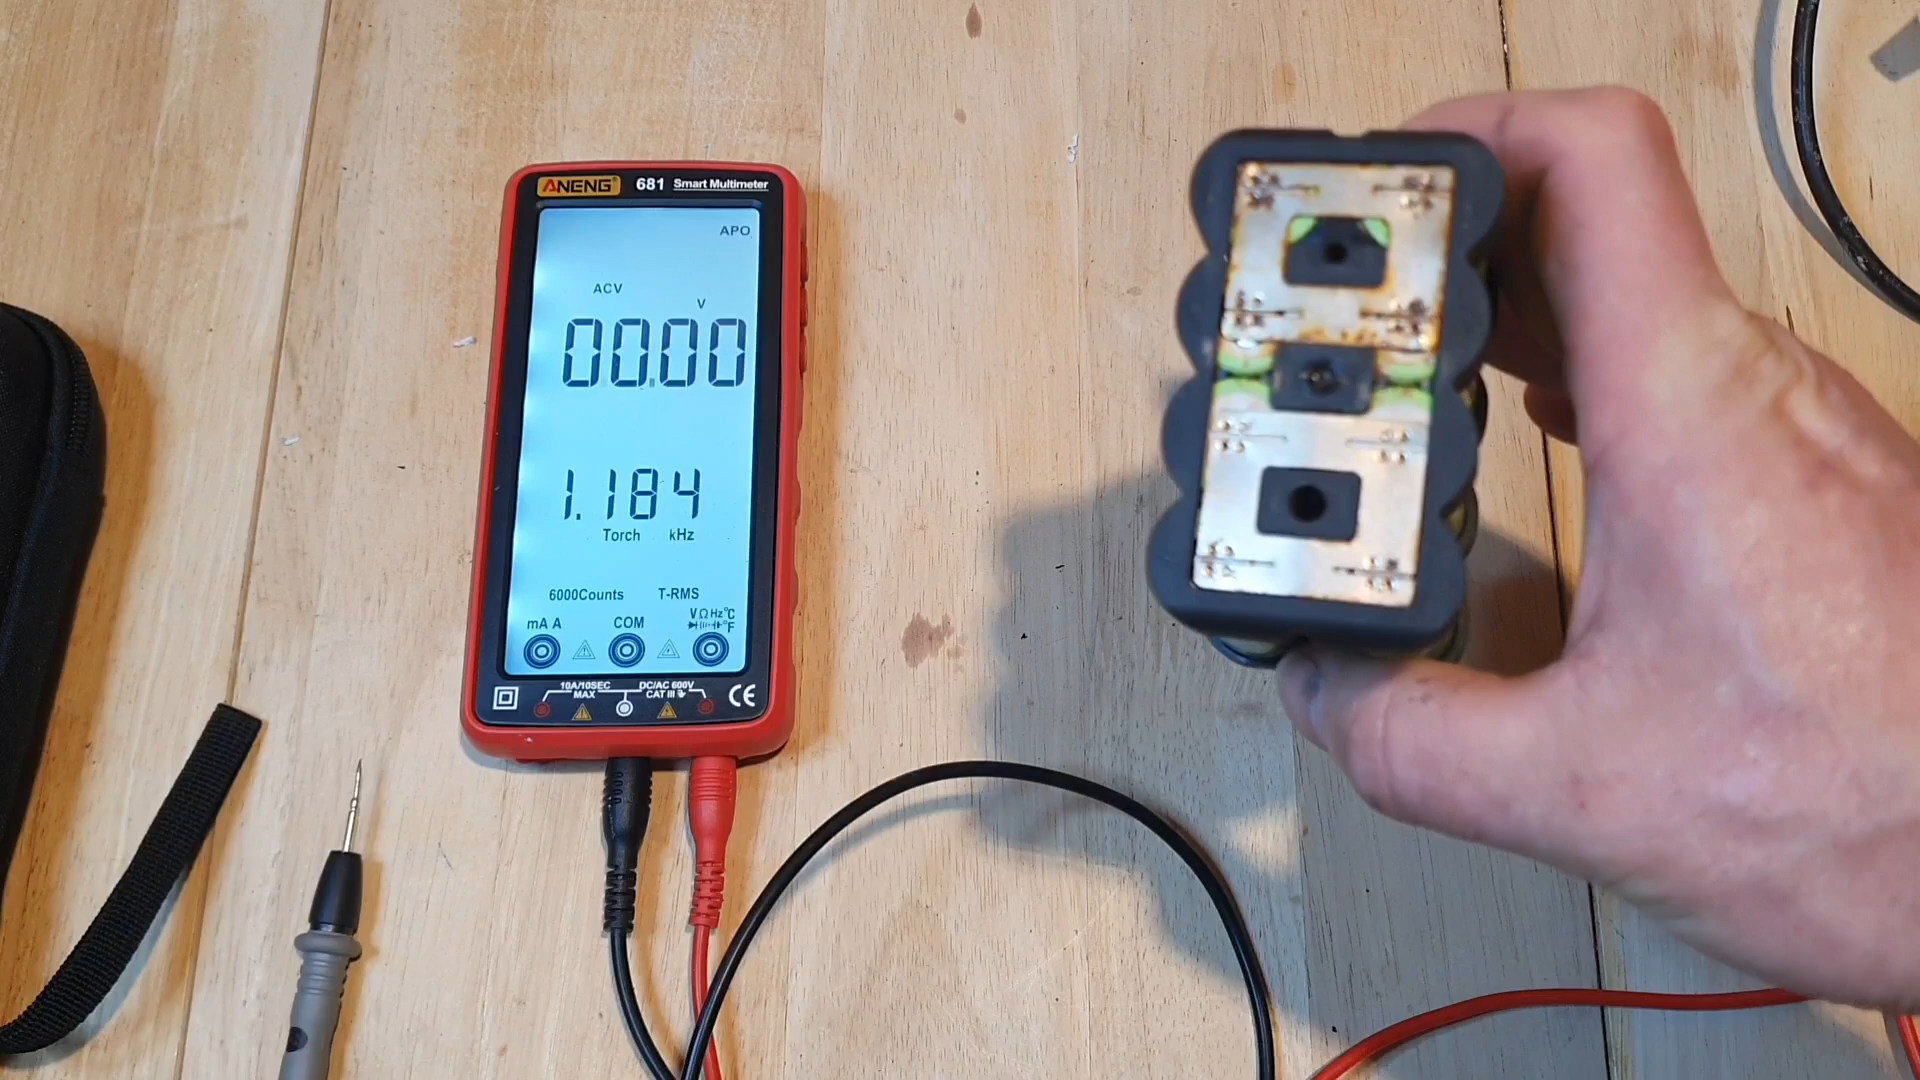 ANENG 681 Smart Multimeter
APO
ACV
V
00.00
1.184
Torch kHz
6000Counts T-RMS
mA A COM VΩHz°C
°F
10A/10SEC DC/AC 600V
MAX CAT III
CE